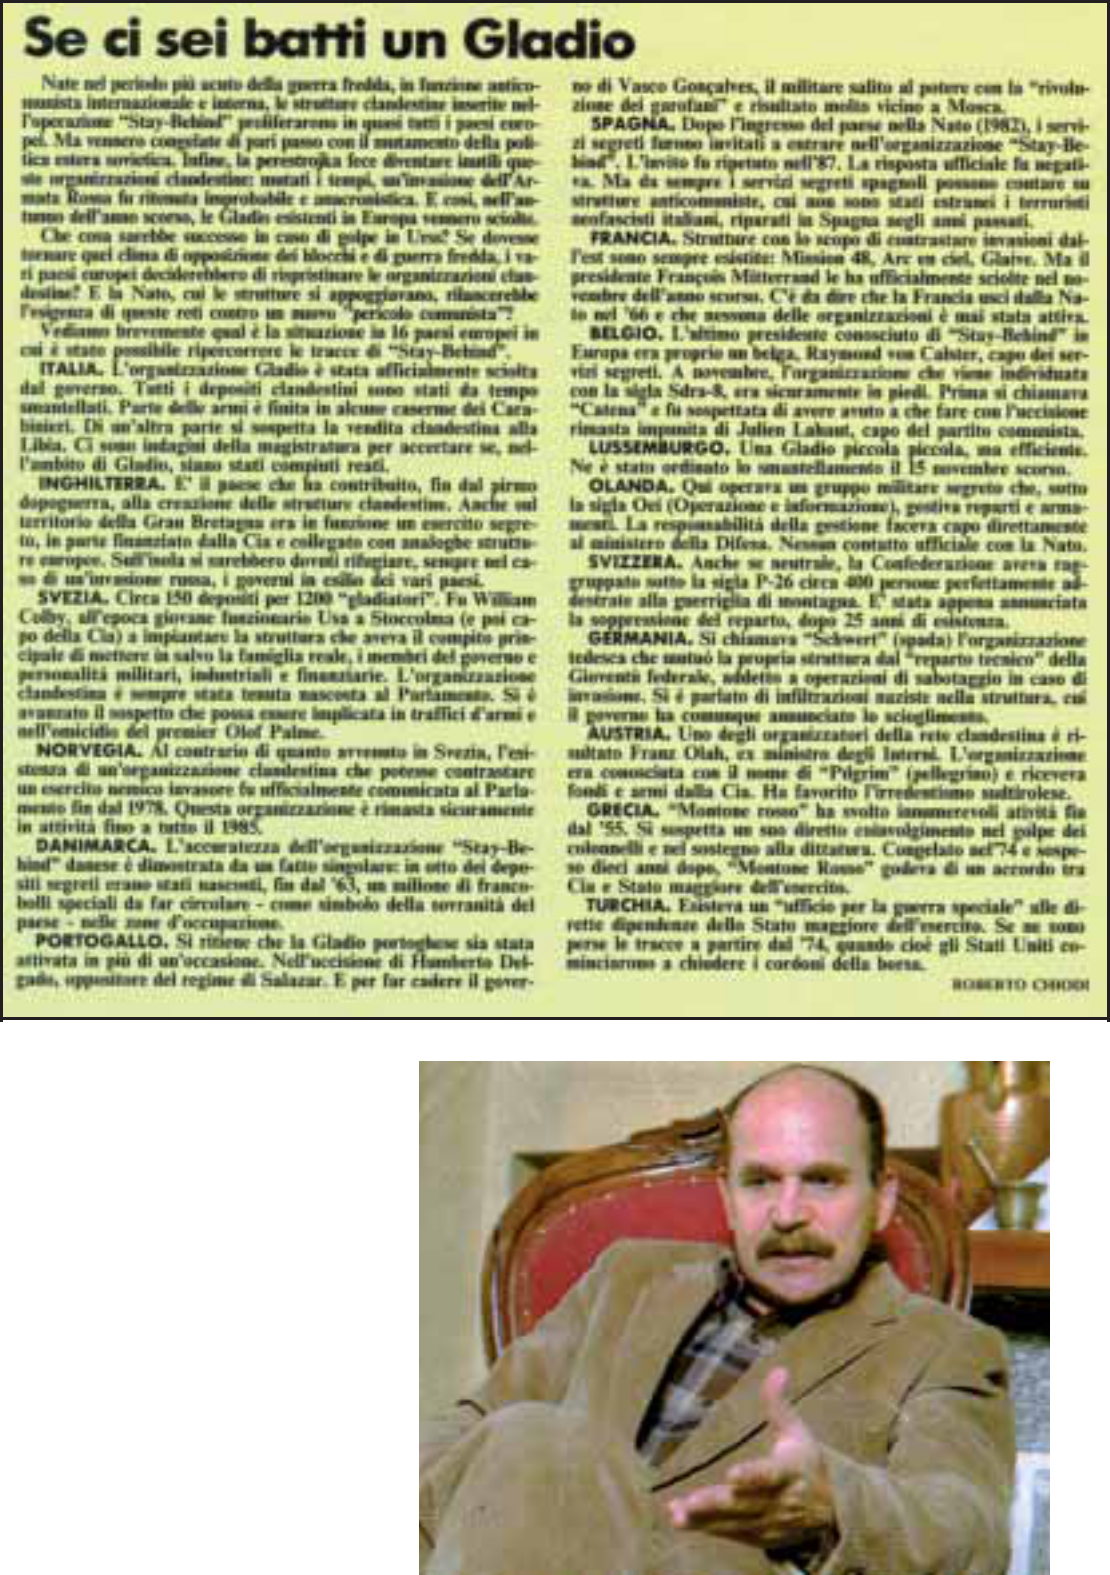 Se ci sei batti un Gladio
Nate nel periodo più acuto della guerra fredda, in funzione antico-
munista internazionale e interna, le strutture clandestine inserite nel-
l'operazione "Stay-Behind" proliferarono in quasi tutti i paesi euro-
pei. Ma vennero congelate di pari passo con il mutamento della poli-
tica estera sovietica. Infine, la perestrojka fece diventare inutili que-
ste organizzazioni clandestine: mutati i tempi, un'invasione dell'Ar-
mata Rossa fu ritenuta improbabile e anacronistica. E così, nell'au-
tunno dell'anno scorso, le Gladio esistenti in Europa vennero sciolte.
Che cosa sarebbe successo in caso di golpe in Urss? Se dovesse
tornare quel clima di opposizione dei blocchi e di guerra fredda, i va-
ri paesi europei deciderebbero di ripristinare le organizzazioni clan-
destine? E la Nato, cui le strutture si appoggiavano, rilancerebbe
l'esigenza di queste reti contro un nuovo "pericolo comunista"?
Vediamo brevemente qual è la situazione in 16 paesi europei in
cui è stato possibile ripercorrere le tracce di "Stay-Behind".
ITALIA. L'organizzazione Gladio è stata ufficialmente sciolta
dal governo. Tutti i depositi clandestini sono stati da tempo
smantellati. Parte delle armi è finita in alcune caserme dei Cara-
binieri. Di un'altra parte si sospetta la vendita clandestina alla
Libia. Ci sono indagini della magistratura per accertare se, nel-
l'ambito di Gladio, siano stati compiuti reati.
INGHILTERRA. E' il paese che ha contribuito, fin dal pirmo
dopoguerra, alla creazione delle strutture clandestine. Anche sul
territorio della Gran Bretagna era in funzione un esercito segre-
to, in parte finanziato dalla Cia e collegato con analoghe struttu-
re europee. Sull'isola si sarebbero dovuti rifugiare, sempre nel ca-
so di un'invasione russa, i governi in esilio dei vari paesi.
SVEZIA. Circa 150 depositi per 1200 "gladiatori". Fu William
Colby, all'epoca giovane funzionario Usa a Stoccolma (e poi ca-
po della Cia) a impiantare la struttura che aveva il compito prin-
cipale di mettere in salvo la famiglia reale, i membri del governo e
personalità militari, industriali e finanziarie. L'organizzazione
clandestina è sempre stata tenuta nascosta al Parlamento. Si è
avanzato il sospetto che possa essere implicata in traffici d'armi e
nell'omicidio del premier Olof Palme.
NORVEGIA. Al contrario di quanto avvenuto in Svezia, l'esi-
stenza di un'organizzazione clandestina che potesse contrastare
un esercito nemico invasore fu ufficialmente comunicata al Parla-
mento fin dal 1978. Questa organizzazione è rimasta sicuramente
in attività fino a tutto il 1985.
DANIMARCA. L'accuratezza dell'organizzazione "Stay-Be-
hind" danese è dimostrata da un fatto singolare: in otto dei depo-
siti segreti erano stati nascosti, fin dal '63, un milione di franco-
bolli speciali da far circolare - come simbolo della sovranità del
paese - nelle zone d'occupazione.
PORTOGALLO. Si ritiene che la Gladio portoghese sia stata
attivata in più di un'occasione. Nell'uccisione di Humberto Del-
gado, oppositore del regime di Salazar. E per far cadere il gover-
no di Vasco Gonçalves, il militare salito al potere con la "rivolu-
zione dei garofani" e risultato molto vicino a Mosca.
SPAGNA. Dopo l'ingresso del paese nella Nato (1982), i servi-
zi segreti furono invitati a entrare nell'organizzazione "Stay-Be-
hind". L'invito fu ripetuto nell'87. La risposta ufficiale fu negati-
va. Ma da sempre i servizi segreti spagnoli possono contare su
strutture anticomuniste, cui non sono stati estranei i terroristi
neofascisti italiani, riparati in Spagna negli anni passati.
FRANCIA. Strutture con lo scopo di contrastare invasioni dal-
l'est sono sempre esistite: Mission 48, Arc en ciel, Glaive. Ma il
presidente François Mitterrand le ha ufficialmente sciolte nel no-
vembre dell'anno scorso. C'è da dire che la Francia uscì dalla Na-
to nel '66 e che nessuna delle organizzazioni è mai stata attiva.
BELGIO. L'ultimo presidente conosciuto di "Stay-Behind" in
Europa era proprio un belga, Raymond von Calster, capo dei ser-
vizi segreti. A novembre, l'organizzazione che viene individuata
con la sigla Sdra-8, era sicuramente in piedi. Prima si chiamava
"Catena" e fu sospettata di avere avuto a che fare con l'uccisione
rimasta impunita di Julien Lahaut, capo del partito comunista.
LUSSEMBURGO. Una Gladio piccola piccola, ma efficiente.
Ne è stato ordinato lo smantellamento il 15 novembre scorso.
OLANDA. Qui operava un gruppo militare segreto che, sotto
la sigla Oei (Operazione e informazione), gestiva reparti e arma-
menti. La responsabilità della gestione faceva capo direttamente
al ministero della Difesa. Nessun contatto ufficiale con la Nato.
SVIZZERA. Anche se neutrale, la Confederazione aveva rag-
gruppato sotto la sigla P-26 circa 400 persone perfettamente ad-
destrate alla guerriglia di montagna. E' stata appena annunciata
la soppressione del reparto, dopo 25 anni di esistenza.
GERMANIA. Si chiamava "Schwert" (spada) l'organizzazione
tedesca che mutuò la propria struttura dal "reparto tecnico" della
Gioventù federale, addetto a operazioni di sabotaggio in caso di
invasione. Si è parlato di infiltrazioni naziste nella struttura, cui
il governo ha comunque annunciato lo scioglimento.
AUSTRIA. Uno degli organizzatori della rete clandestina è ri-
sultato Franz Olah, ex ministro degli Interni. L'organizzazione
era conosciuta con il nome di "Pilgrim" (pellegrino) e riceveva
fondi e armi dalla Cia. Ha favorito l'irredentismo sudtirolese.
GRECIA. "Montone rosso" ha svolto innumerevoli atività fin
dal '55. Si sospetta un suo diretto coinvolgimento nel golpe dei
colonnelli e nel sostegno alla dittatura. Congelato nel'74 e sospe-
so dieci anni dopo, "Montone Rosso" godeva di un accordo tra
Cia e Stato maggiore dell'esercito.
TURCHIA. Esisteva un "ufficio per la guerra speciale" alle di-
rette dipendenze dello Stato maggiore dell'esercito. Se ne sono
perse le tracce a partire dal '74, quando cioè gli Stati Uniti co-
minciarono a chiudere i cordoni della borsa.
ROBERTO CHIODI